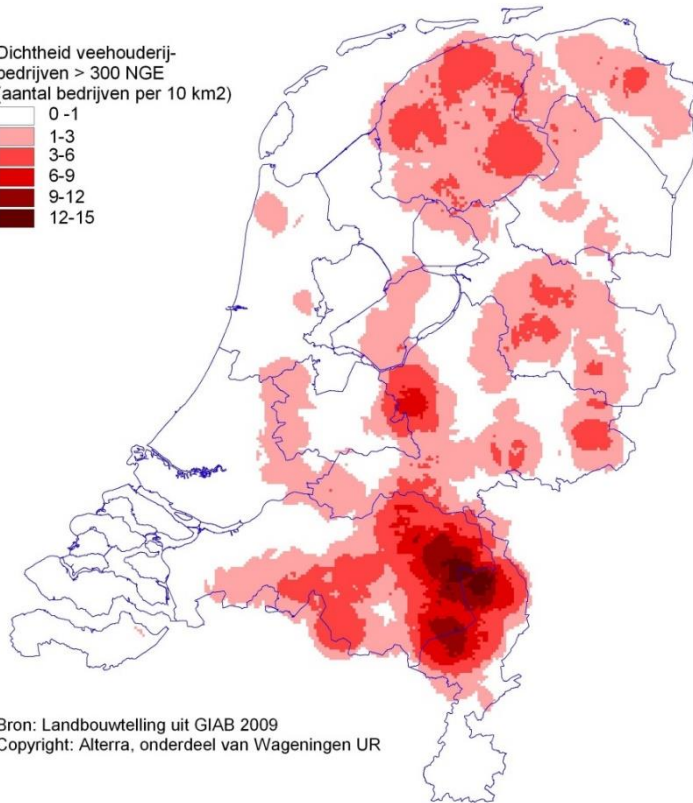 Dichtheid veehouderij-
bedrijven > 300 NGE
(aantal bedrijven per 10 km2)
0 -1
1-3
3-6
6-9
9-12
12-15
Bron: Landbouwtelling uit GIAB 2009
Copyright: Alterra, onderdeel van Wageningen UR